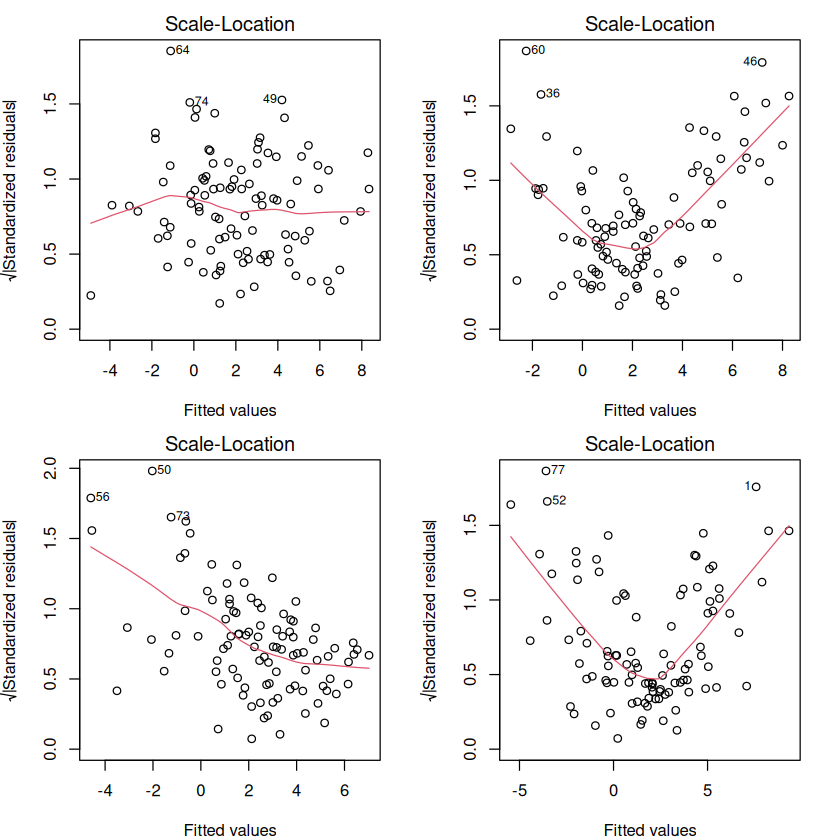 Scale-Location
√|Standardized residuals|
0.0 0.5 1.0 1.5
64
74
49
-4 -2 0 2 4 6 8
Fitted values
Scale-Location
√|Standardized residuals|
0.0 0.5 1.0 1.5
60
46
36
-2 0 2 4 6 8
Fitted values
Scale-Location
√|Standardized residuals|
0.0 0.5 1.0 1.5 2.0
50
56
73
-4 -2 0 2 4 6
Fitted values
Scale-Location
√|Standardized residuals|
0.0 0.5 1.0 1.5
77
1
52
-5 0 5
Fitted values